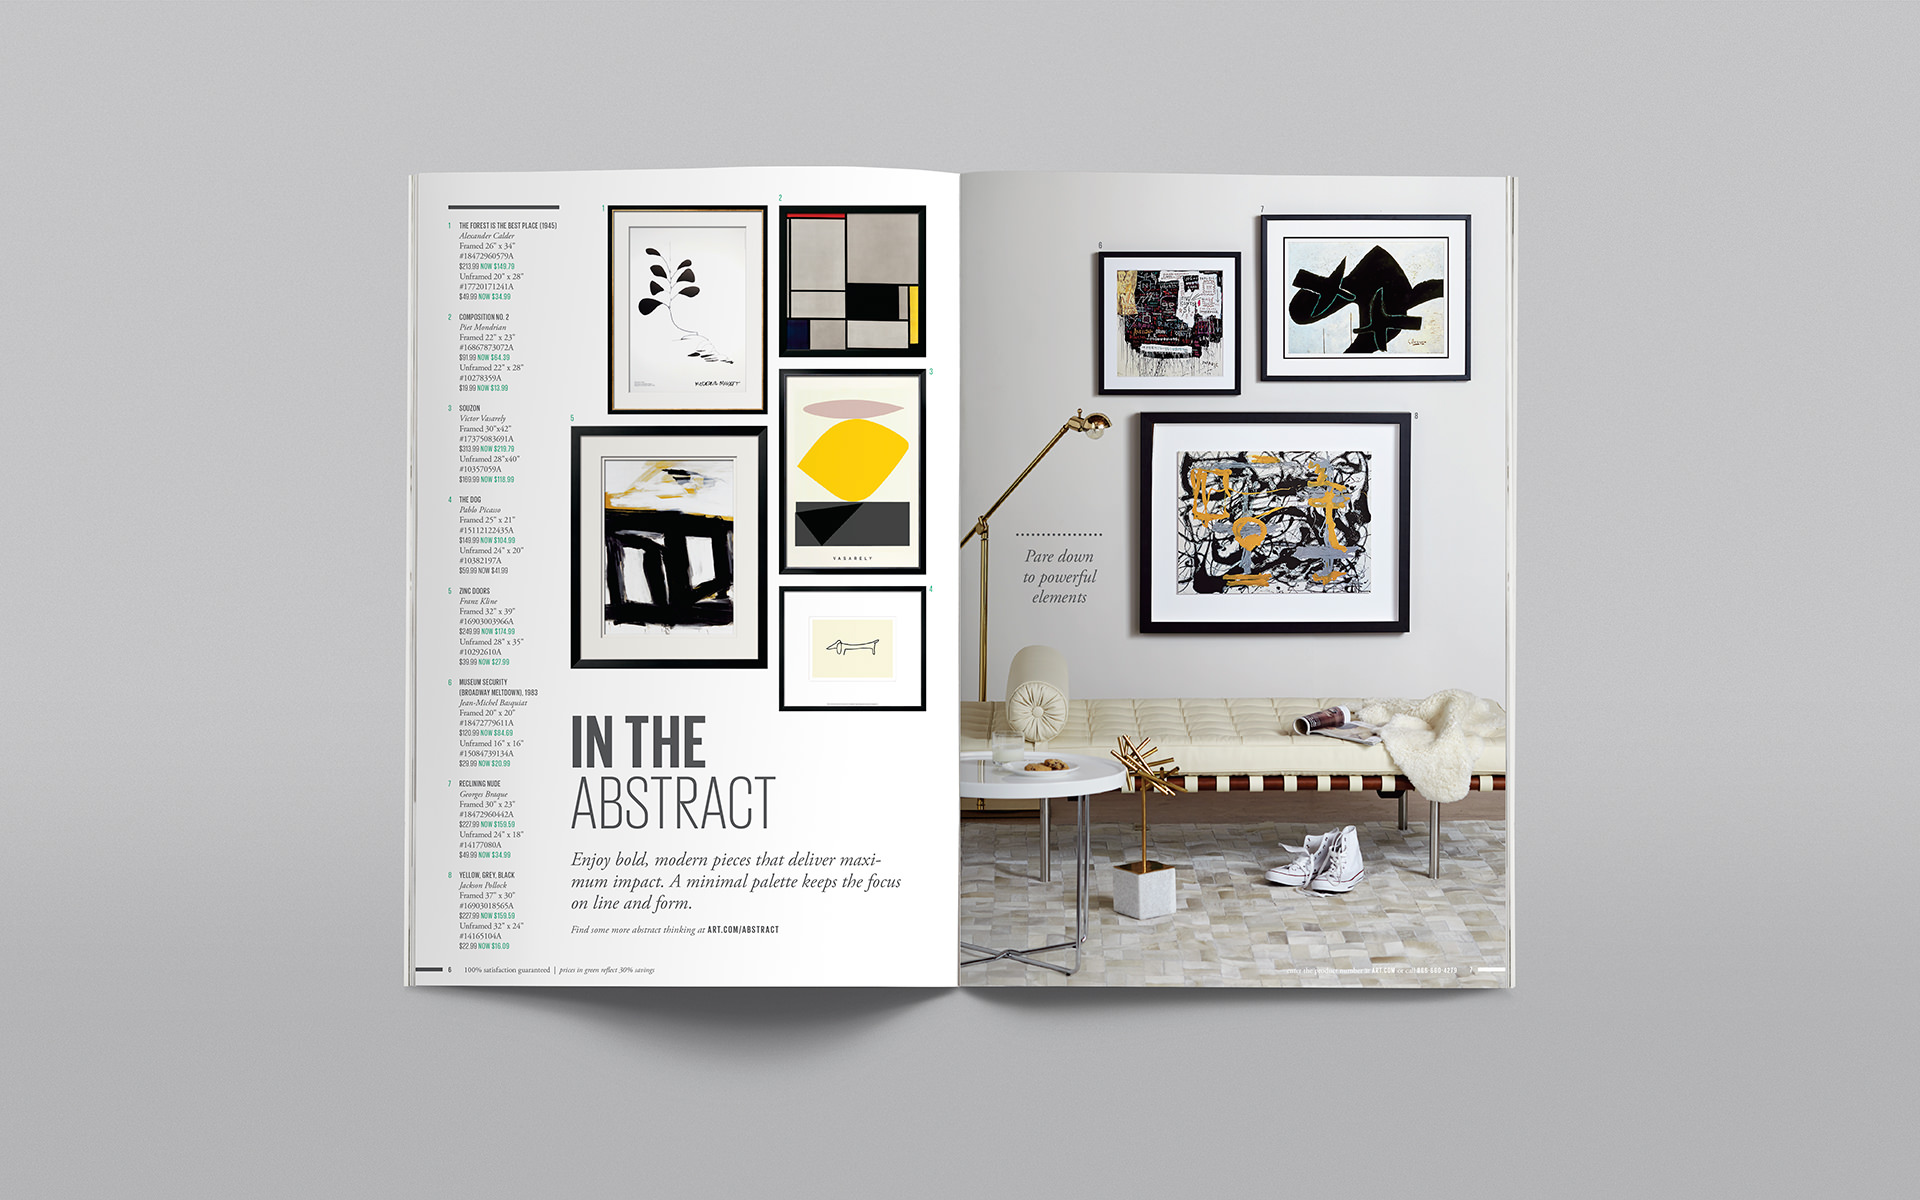 1 THE FOREST IS THE BEST PLACE (1945)
Alexander Calder
Framed 26" x 34"
#18472960579A
$213.99 NOW $149.79
Unframed 20" x 28"
#17720171241A
$49.99 NOW $34.99
2 COMPOSITION NO. 2
Piet Mondrian
Framed 22" x 23"
#16867873072A
$91.99 NOW $64.39
Unframed 22" x 28"
#10278359A
$19.99 NOW $13.99
3 SOUZON
Victor Vasarely
Framed 30"x42"
#17375083691A
$313.99 NOW $219.79
Unframed 28"x40"
#10357059A
$169.99 NOW $118.99
4 THE DOG
Pablo Picasso
Framed 25" x 21"
#15112122435A
$149.99 NOW $104.99
Unframed 24" x 20"
#10382197A
$59.99 NOW $41.99
5 ZINC DOORS
Franz Kline
Framed 32" x 39"
#16903003966A
$249.99 NOW $174.99
Unframed 28" x 35"
#10292610A
$39.99 NOW $27.99
6 MUSEUM SECURITY
(BROADWAY MELTDOWN), 1983
Jean-Michel Basquiat
Framed 20" x 20"
#18472779611A
$120.99 NOW $84.69
Unframed 16" x 16"
#15084739134A
$29.99 NOW $20.99
7 RECLINING NUDE
Georges Braque
Framed 30" x 23"
#18472960442A
$227.99 NOW $159.59
Unframed 24" x 18"
#14177080A
$49.99 NOW $34.99
8 YELLOW, GREY, BLACK
Jackson Pollock
Framed 37" x 30"
#16903018565A
$227.99 NOW $159.59
Unframed 32" x 24"
#14165104A
$22.99 NOW $16.09
1
2
3
VASARELY
4
5
IN THE
ABSTRACT
Enjoy bold, modern pieces that deliver maxi-
mum impact. A minimal palette keeps the focus
on line and form.
Find some more abstract thinking at ART.COM/ABSTRACT
6 100% satisfaction guaranteed | prices in green reflect 30% savings
6
7
8
Pare down
to powerful
elements
enter the product number at ART.COM or call 888-560-4279 7